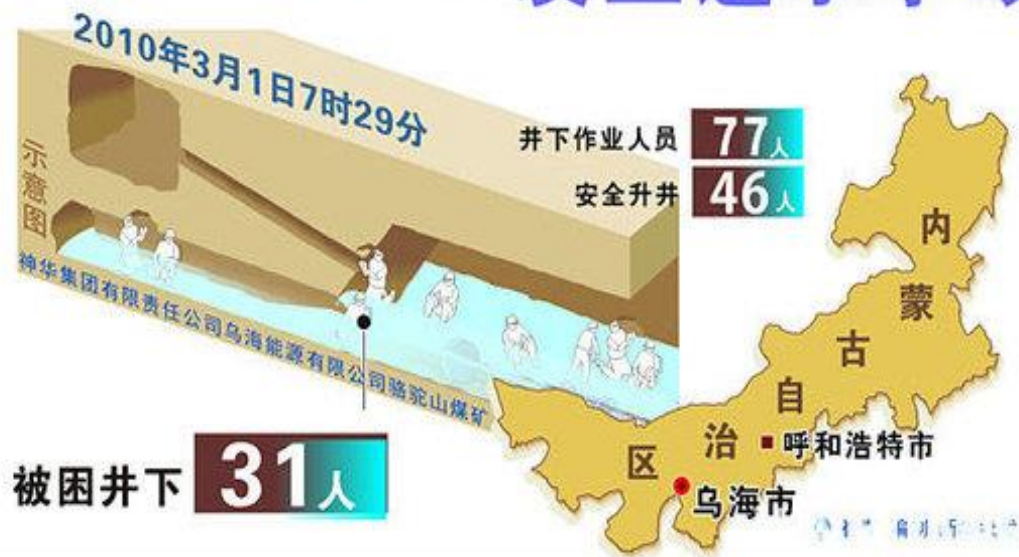 2010年3月1日7时29分
井下作业人员 77人
安全升井 46人
示意图
神华集团有限责任公司乌海能源有限公司骆驼山煤矿
被困井下 31人
内蒙古自治区
呼和浩特市
乌海市